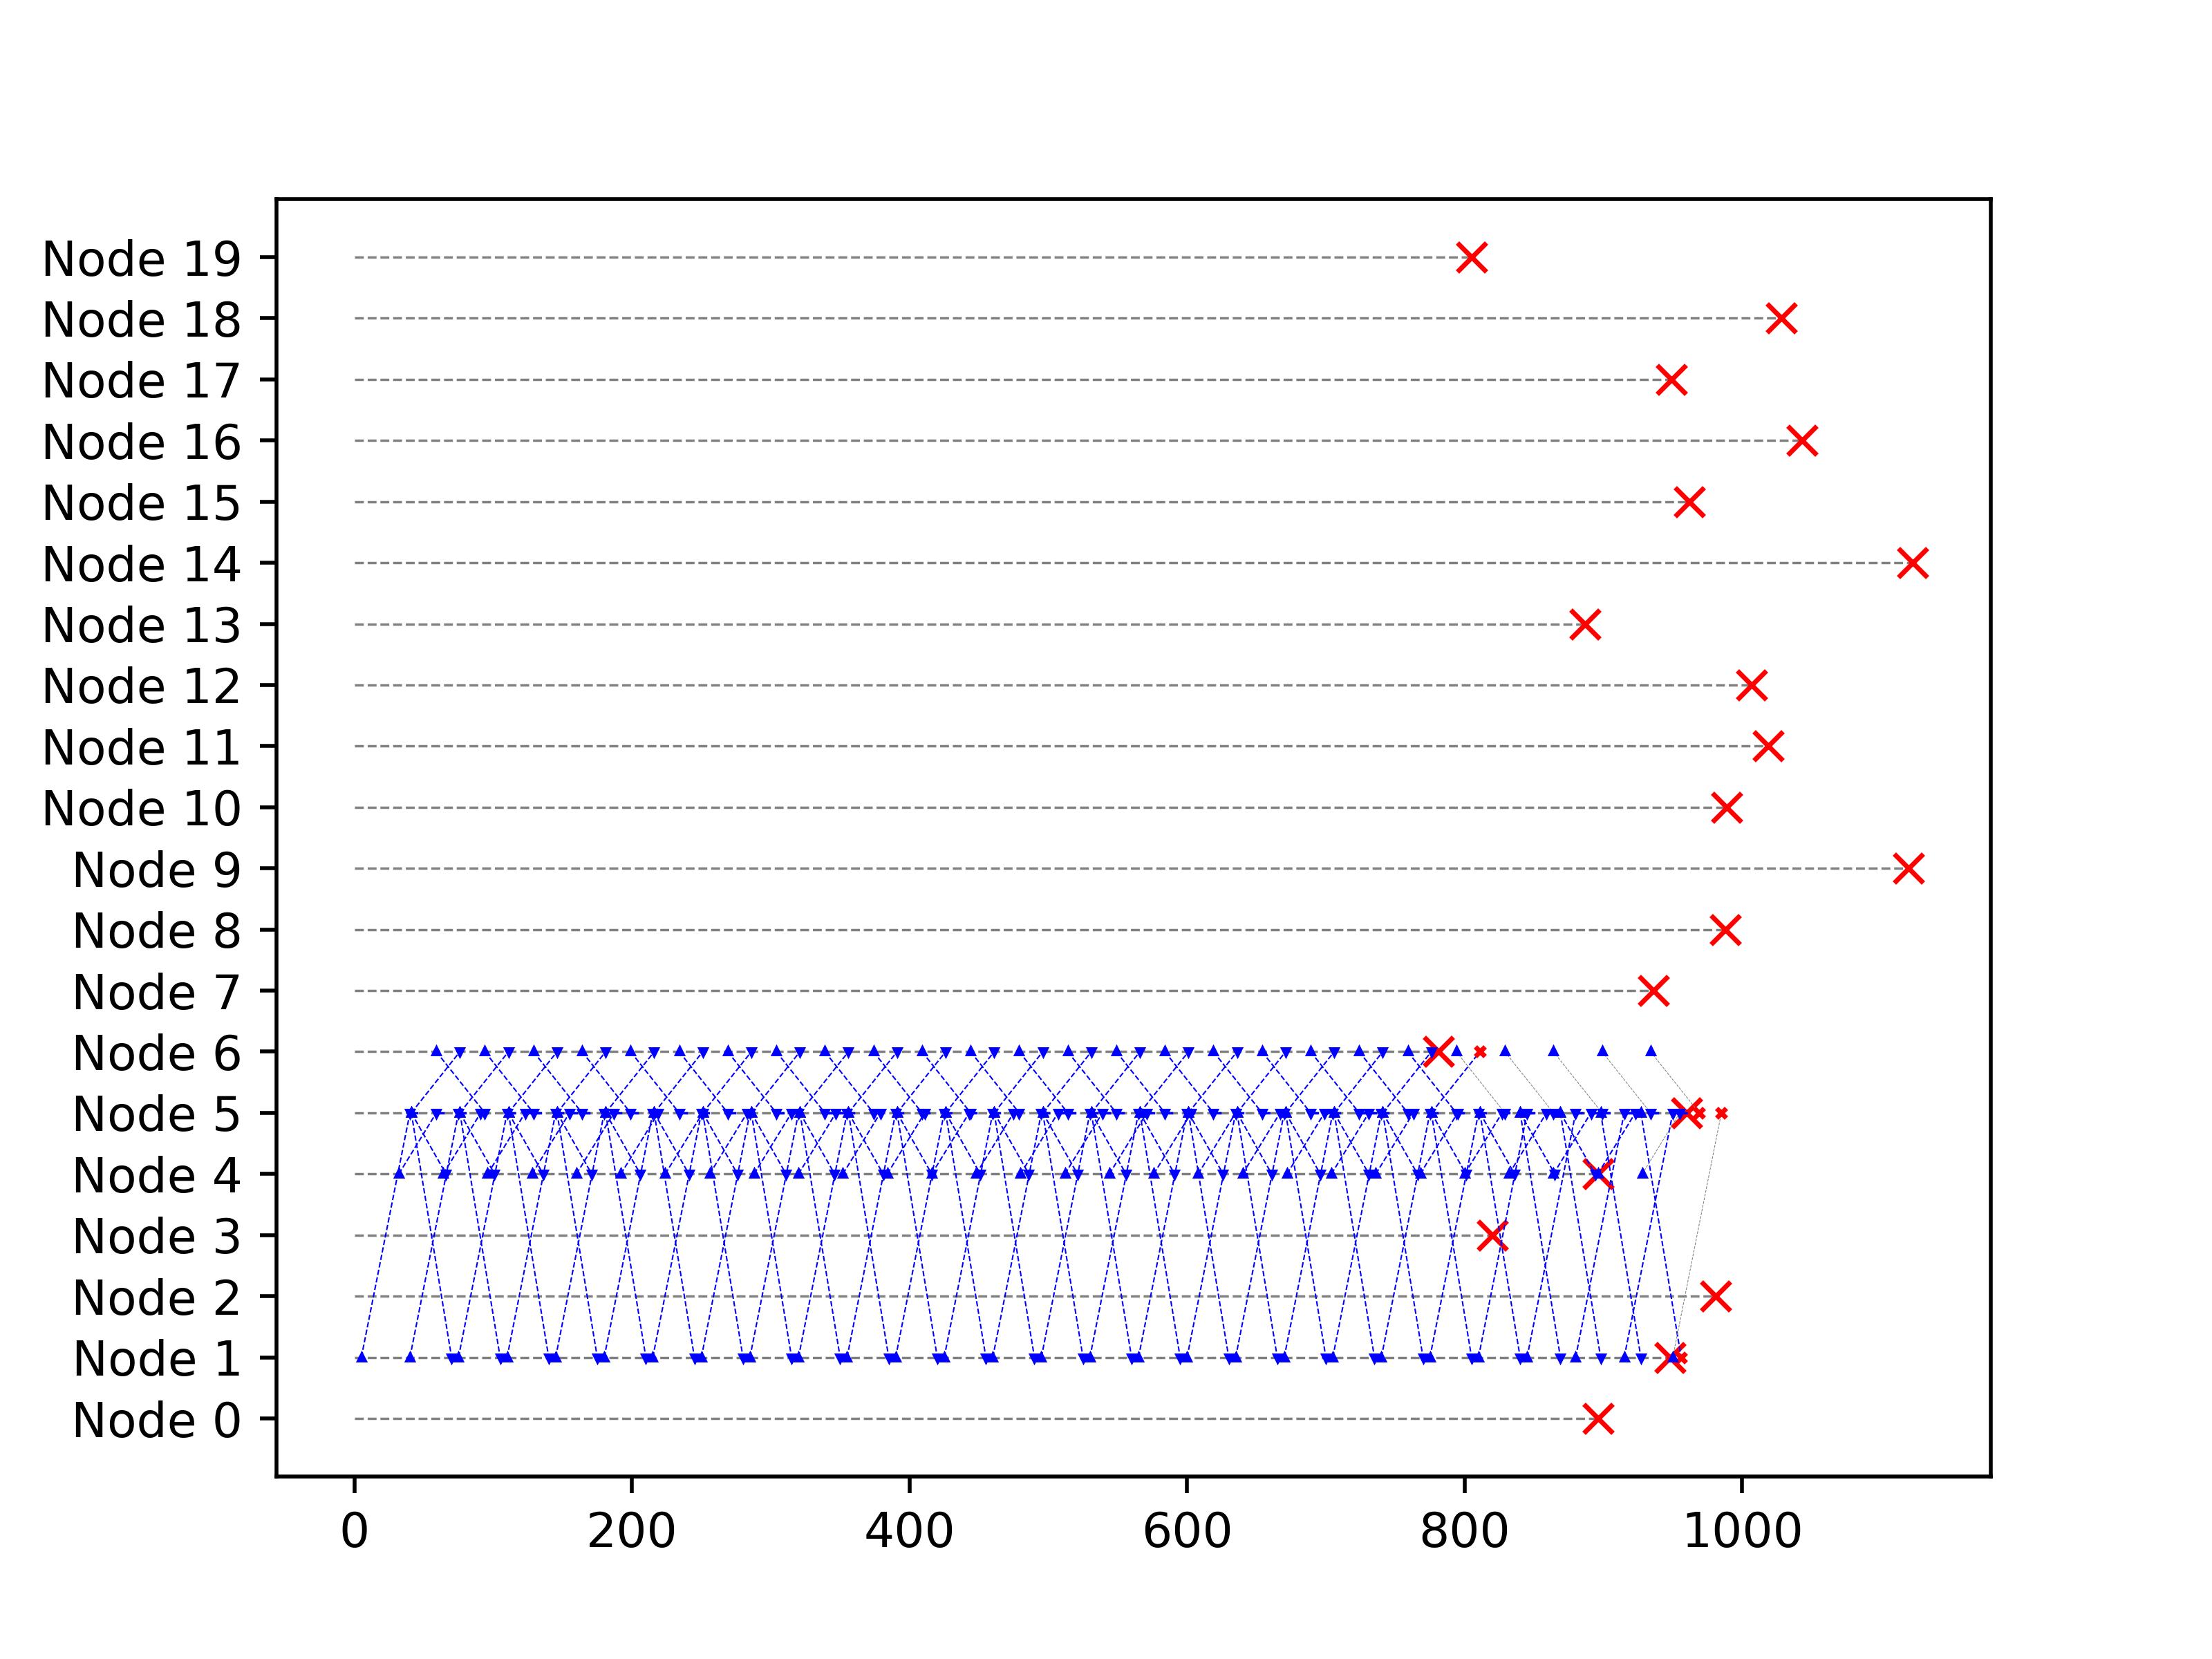 Node 19
Node 18
Node 17
Node 16
Node 15
Node 14
Node 13
Node 12
Node 11
Node 10
Node 9
Node 8
Node 7
Node 6
Node 5
Node 4
Node 3
Node 2
Node 1
Node 0
0 200 400 600 800 1000